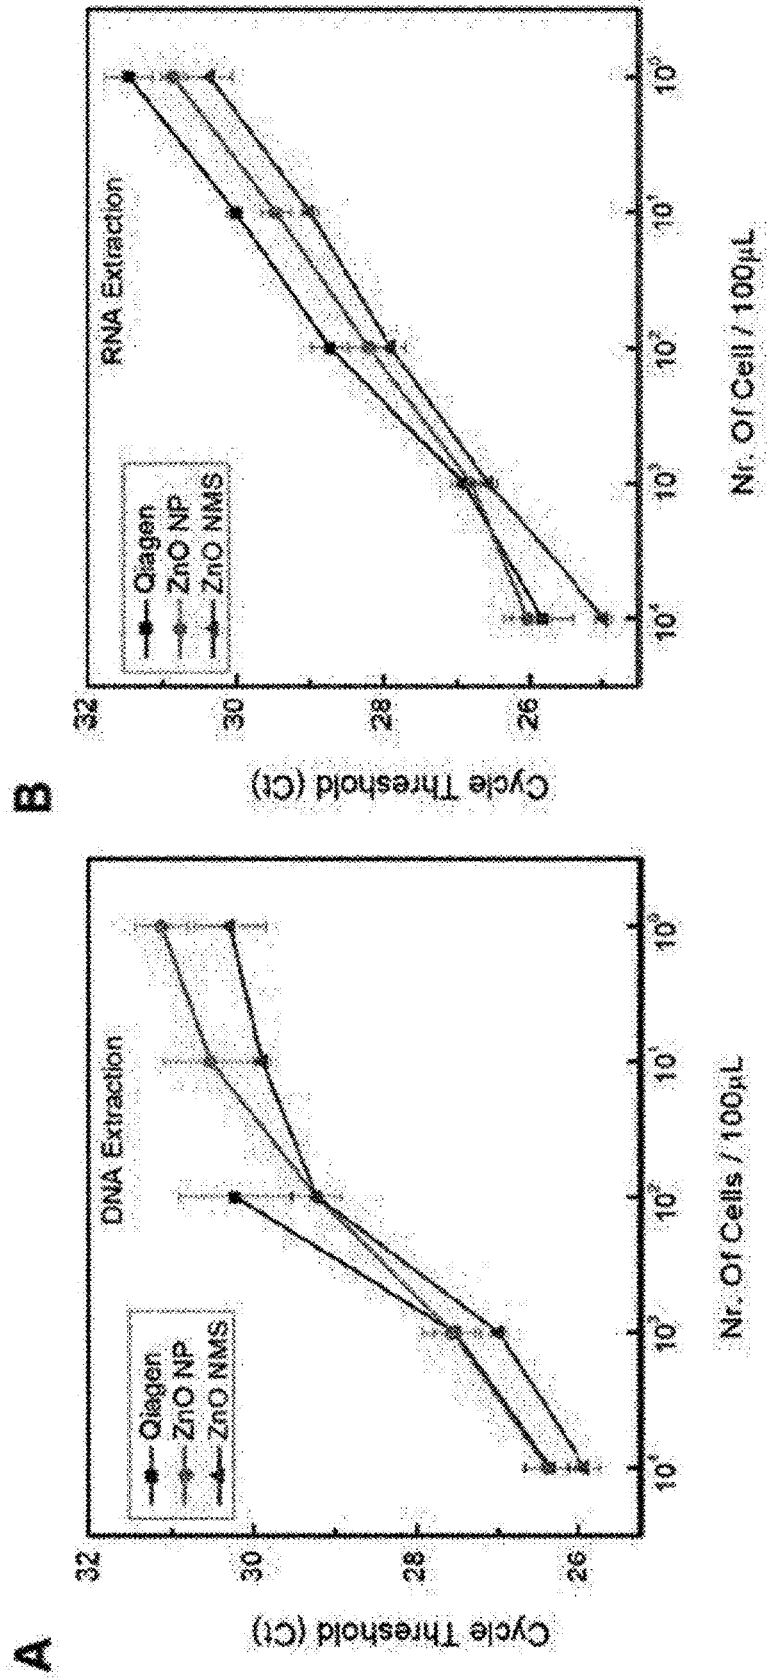 A
DNA Extraction
Qiagen
ZnO NP
ZnO NMS
Cycle Threshold (Ct)
32
30
28
26
10⁴
10³
10²
10¹
10⁰
Nr. Of Cells / 100µL
B
RNA Extraction
Qiagen
ZnO NP
ZnO NMS
Cycle Threshold (Ct)
32
30
28
26
10⁴
10³
10²
10¹
10⁰
Nr. Of Cell / 100µL